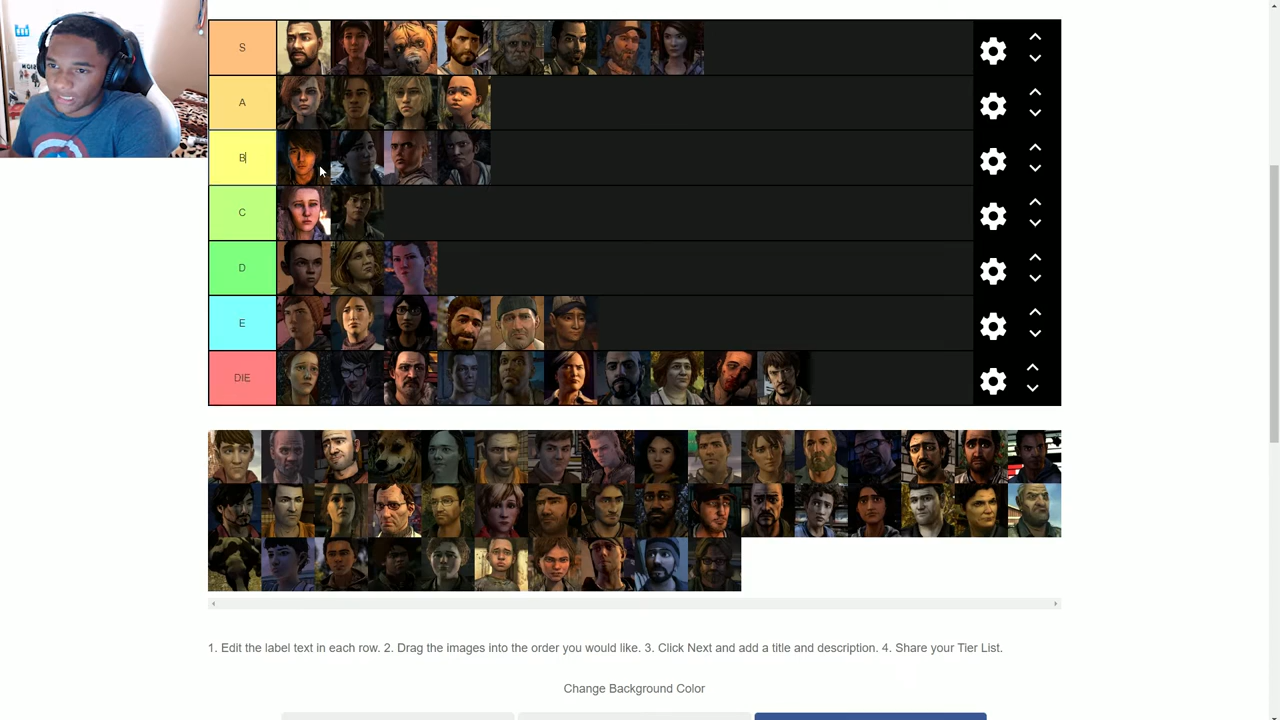 S
A
B
C
D
E
DIE
1. Edit the label text in each row. 2. Drag the images into the order you would like. 3. Click Next and add a title and description. 4. Share your Tier List.
Change Background Color